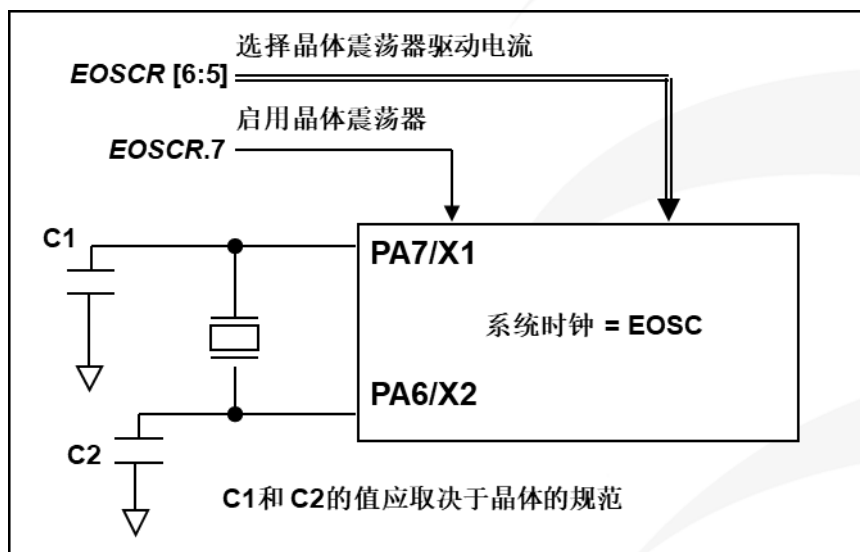 选择晶体震荡器驱动电流
EOSCR [6:5]
启用晶体震荡器
EOSCR.7
C1
PA7/X1
系统时钟 = EOSC
PA6/X2
C2
C1和 C2的值应取决于晶体的规范